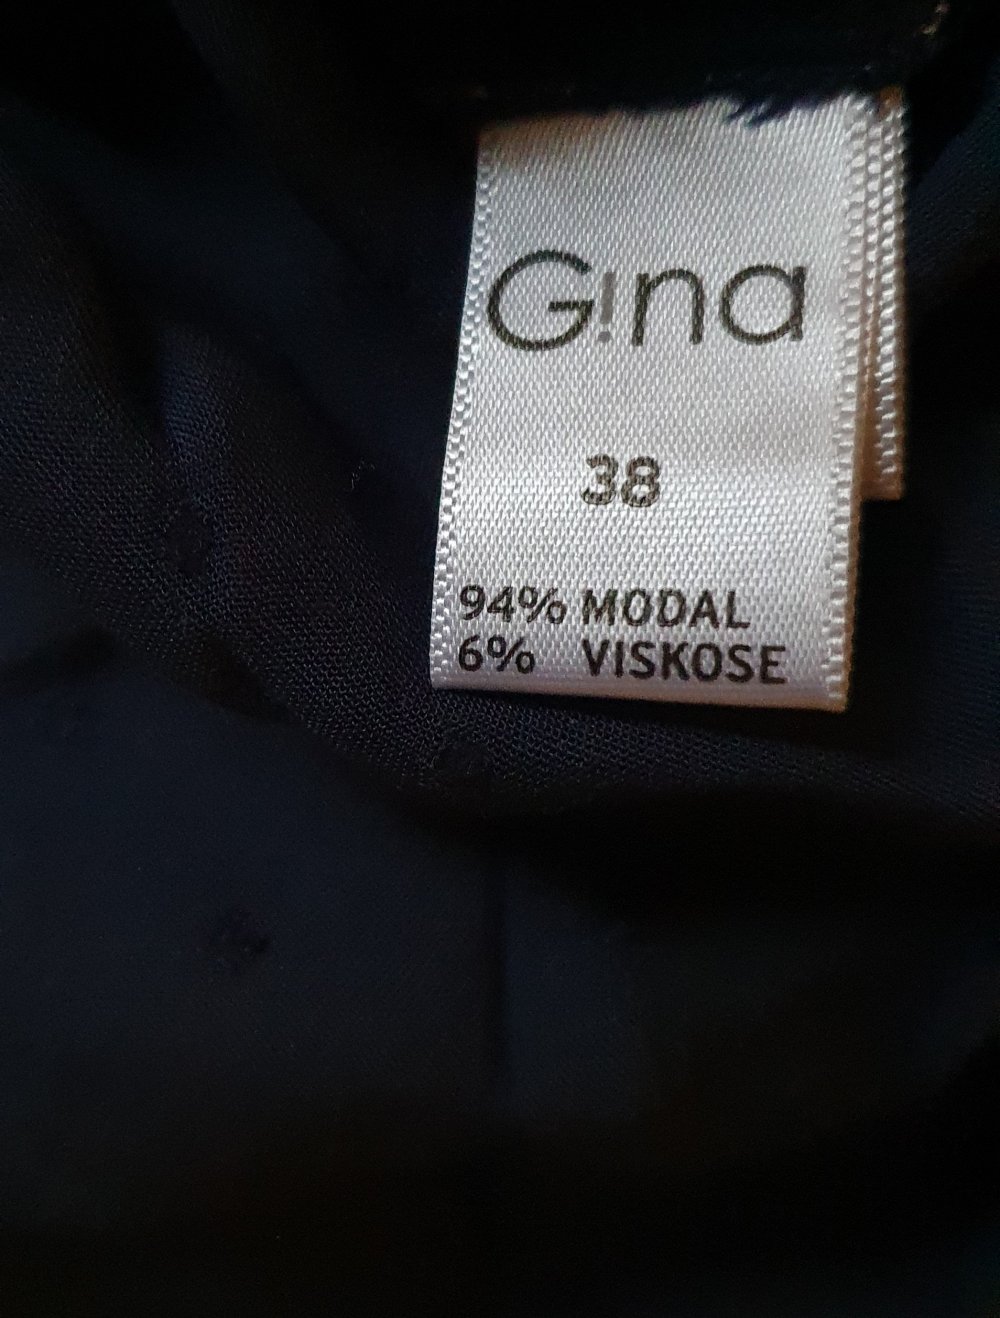 G!na
38
94% MODAL
6% VISKOSE